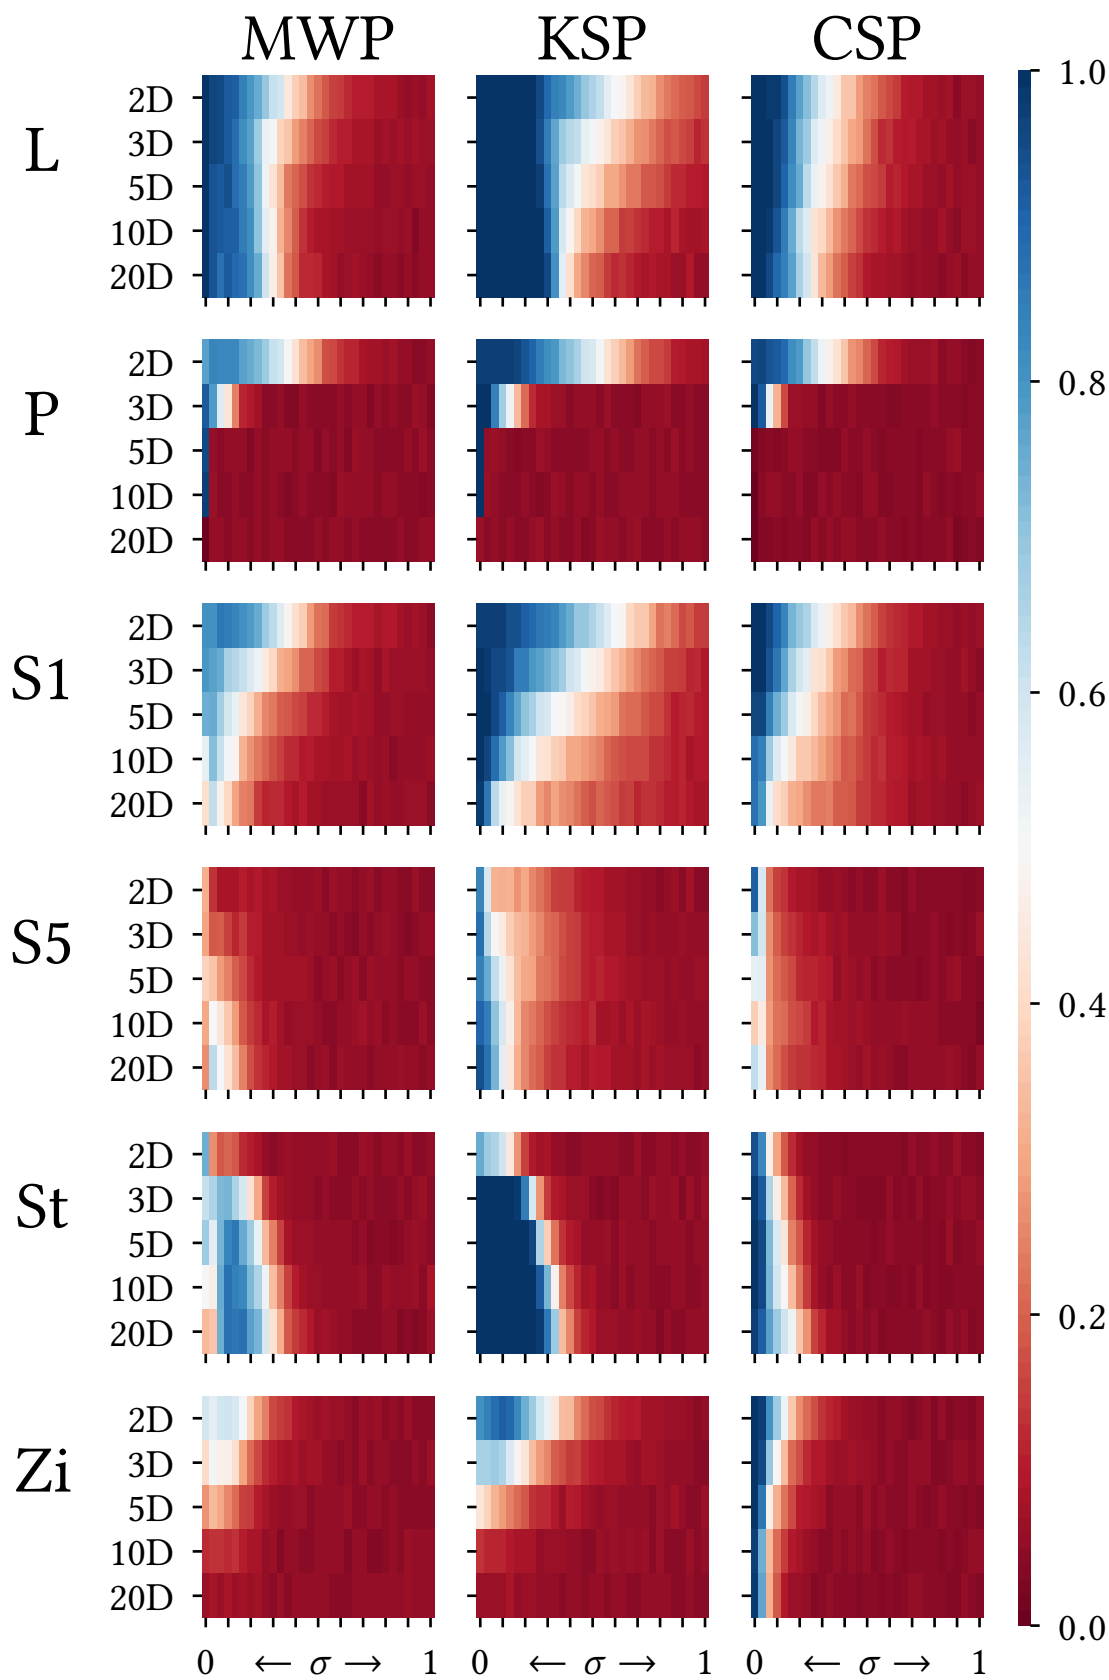 MWP KSP CSP
L
2D
3D
5D
10D
20D
P
2D
3D
5D
10D
20D
S1
2D
3D
5D
10D
20D
S5
2D
3D
5D
10D
20D
St
2D
3D
5D
10D
20D
Zi
2D
3D
5D
10D
20D
0 ← σ → 1 0 ← σ → 1 0 ← σ → 1
1.0
0.8
0.6
0.4
0.2
0.0